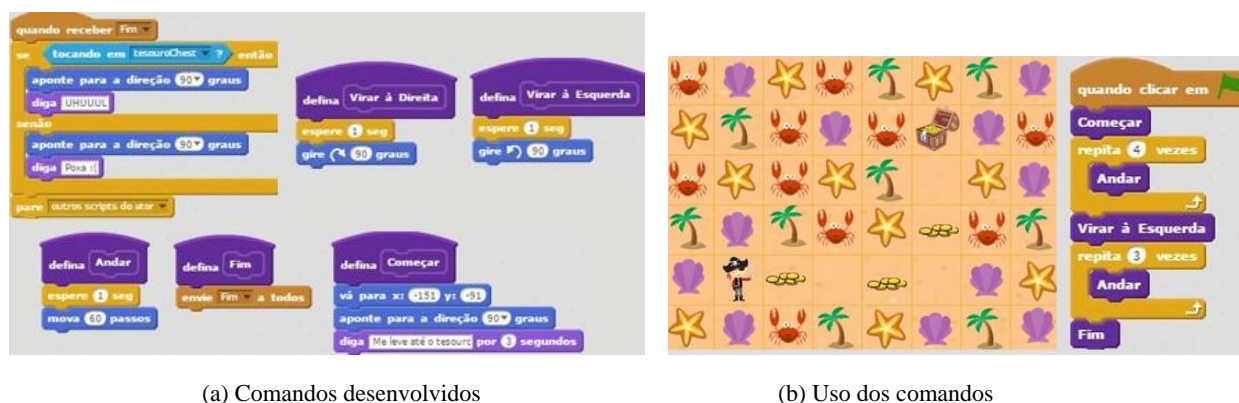 quando receber Fim
se tocando em tesouroChest ? então
aponte para a direção 90 graus
diga UHUUUL
senão
aponte para a direção 90 graus
diga Poxa :(
pare outros scripts do ator
defina Virar à Direita
espere 1 seg
gire 90 graus
defina Virar à Esquerda
espere 1 seg
gire 90 graus
defina Andar
espere 1 seg
mova 60 passos
defina Fim
envie Fim a todos
defina Começar
vá para x: -151 y: -91
aponte para a direção 90 graus
diga Me leve até o tesourc por 3 segundos
quando clicar em
Começar
repita 4 vezes
Andar
Virar à Esquerda
repita 3 vezes
Andar
Fim
(a) Comandos desenvolvidos
(b) Uso dos comandos